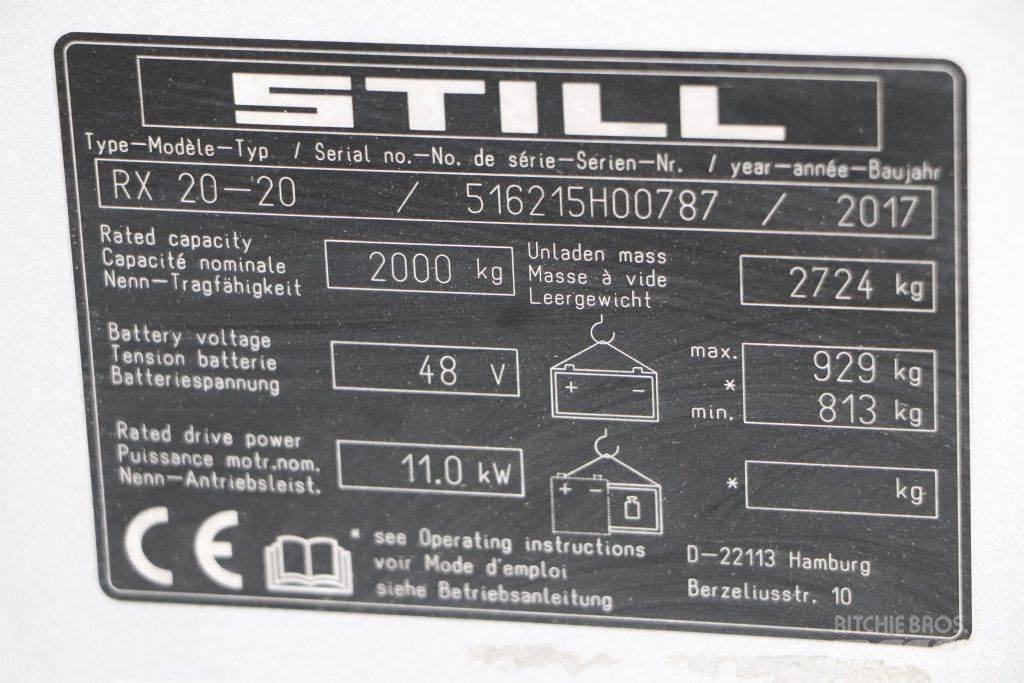 STILL
Type–Modèle–Typ / Serial no.–No. de série–Serien–Nr. / year–année–Baujahr
RX 20–20 / 516215H00787 / 2017
Rated capacity
Capacité nominale
Nenn–Tragfähigkeit
2000 kg
Unladen mass
Masse à vide
Leergewicht
2724 kg
Battery voltage
Tension batterie
Batteriespannung
48 V
+ –
max. 929 kg
*
min. 813 kg
Rated drive power
Puissance motr.nom.
Nenn–Antriebsleist.
11.0 kW
+ –
* kg
CE
* see Operating instructions
voir Mode d'emploi
siehe Betriebsanleitung
D–22113 Hamburg
Berzeliusstr. 10
RITCHIE BROS.